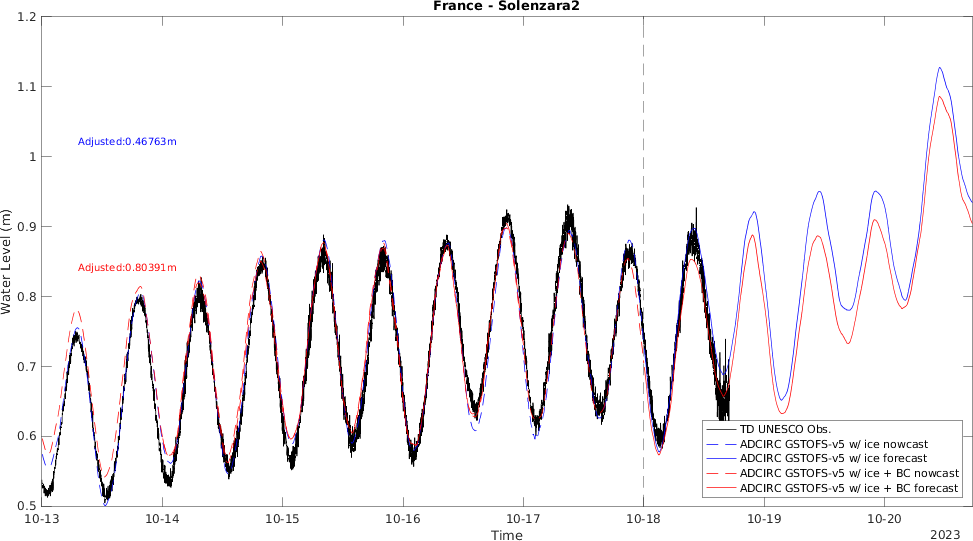 France - Solenzara2
1.2
1.1
1
0.9
0.8
0.7
0.6
0.5
Water Level (m)
Adjusted:0.46763m
Adjusted:0.80391m
TD UNESCO Obs.
ADCIRC GSTOFS-v5 w/ ice nowcast
ADCIRC GSTOFS-v5 w/ ice forecast
ADCIRC GSTOFS-v5 w/ ice + BC nowcast
ADCIRC GSTOFS-v5 w/ ice + BC forecast
10-13 10-14 10-15 10-16 10-17 10-18 10-19 10-20
Time
2023